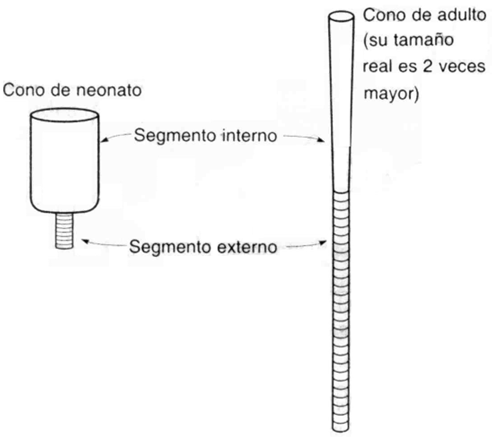 Cono de adulto
(su tamaño
real es 2 veces
mayor)
Cono de neonato
Segmento interno
Segmento externo